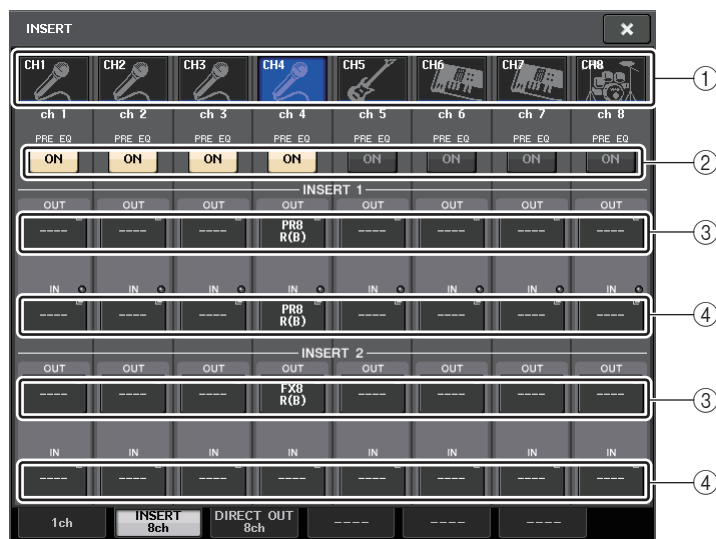 INSERT ×
CH1 CH2 CH3 CH4 CH5 CH6 CH7 CH8 1
ch 1 ch 2 ch 3 ch 4 ch 5 ch 6 ch 7 ch 8
PRE EQ PRE EQ PRE EQ PRE EQ PRE EQ PRE EQ PRE EQ PRE EQ
ON ON ON ON ON ON ON ON 2
INSERT 1
OUT OUT OUT OUT OUT OUT OUT OUT
---- ---- ---- PR8 R(B) ---- ---- ---- ---- 3
IN IN IN IN IN IN IN IN
---- ---- ---- PR8 R(B) ---- ---- ---- ---- 4
INSERT 2
OUT OUT OUT OUT OUT OUT OUT OUT
---- ---- ---- FX8 R(B) ---- ---- ---- ---- 3
IN IN IN IN IN IN IN IN
---- ---- ---- ---- ---- ---- ---- ---- 4
1ch INSERT 8ch DIRECT OUT 8ch ---- ---- ----